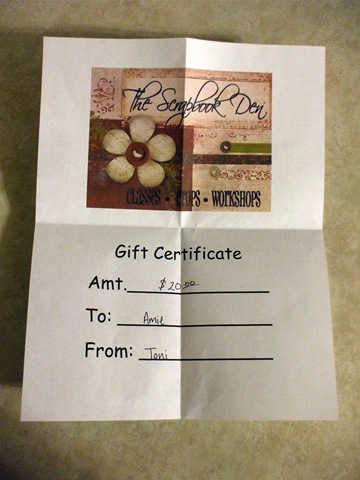 The Scrapbook Den
CLASSES • CROPS • WORKSHOPS
Gift Certificate
Amt. $20.00
To: Amie
From: Toni